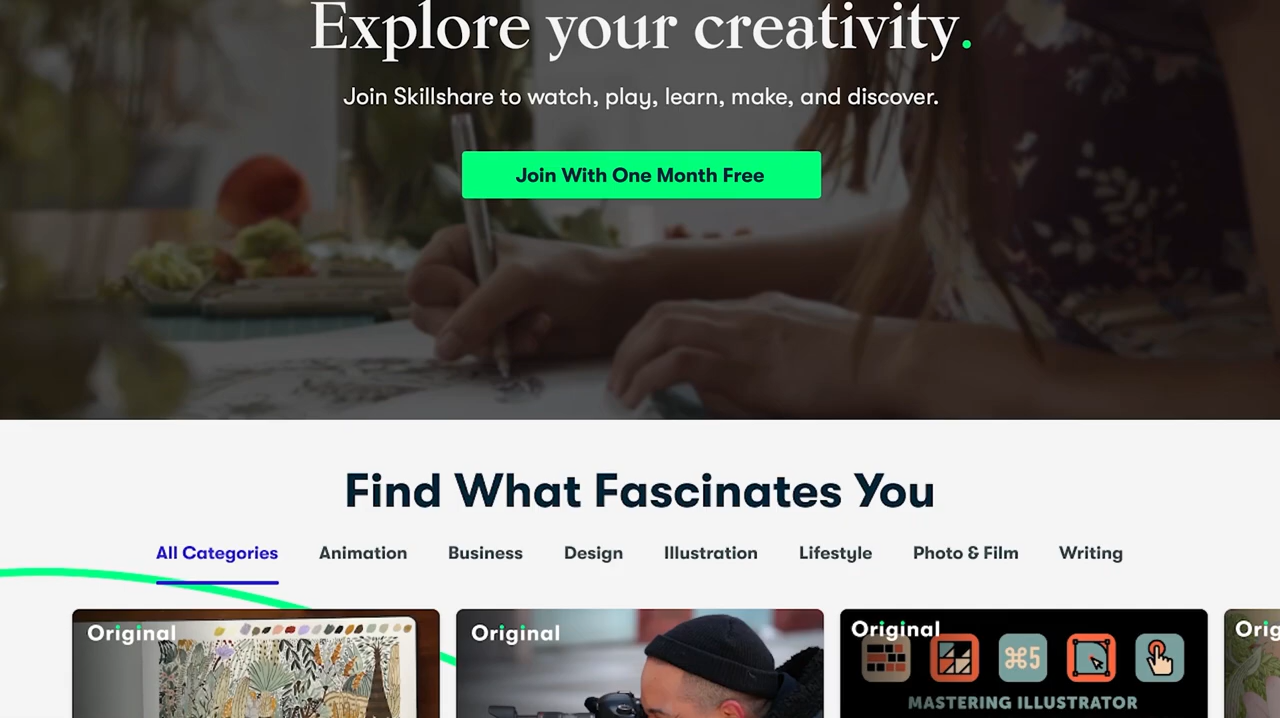 Explore your creativity.
Join Skillshare to watch, play, learn, make, and discover.
Join With One Month Free
Find What Fascinates You
All Categories Animation Business Design Illustration Lifestyle Photo & Film Writing
Original Original Original Orig
⌘5
MASTERING ILLUSTRATOR